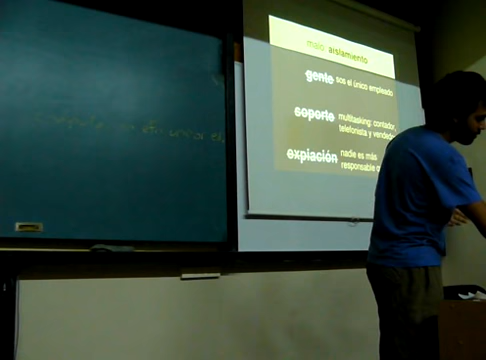 malo aislamiento
gente sos el único empleado
soporte multitasking: contador,
telefonista y vendedor
expiación nadie es más
responsable